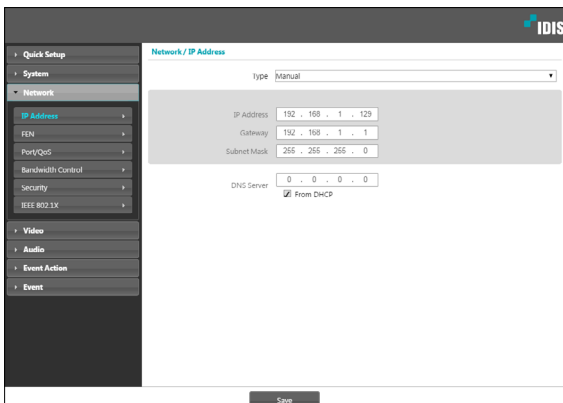 IDIS
Quick Setup
System
Network
IP Address
FEN
Port/QoS
Bandwidth Control
Security
IEEE 802.1X
Video
Audio
Event Action
Event
Network / IP Address
Type Manual
IP Address 192 . 168 . 1 . 129
Gateway 192 . 168 . 1 . 1
Subnet Mask 255 . 255 . 255 . 0
DNS Server 0 . 0 . 0 . 0
From DHCP
Save